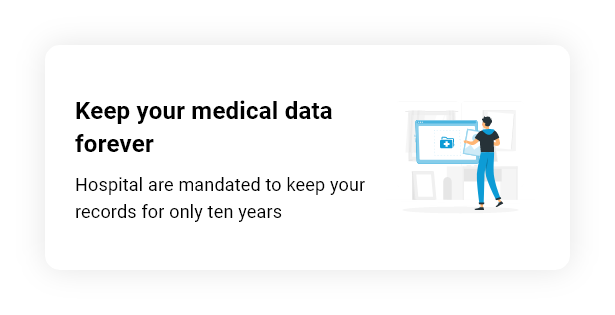 Keep your medical data
forever
Hospital are mandated to keep your
records for only ten years